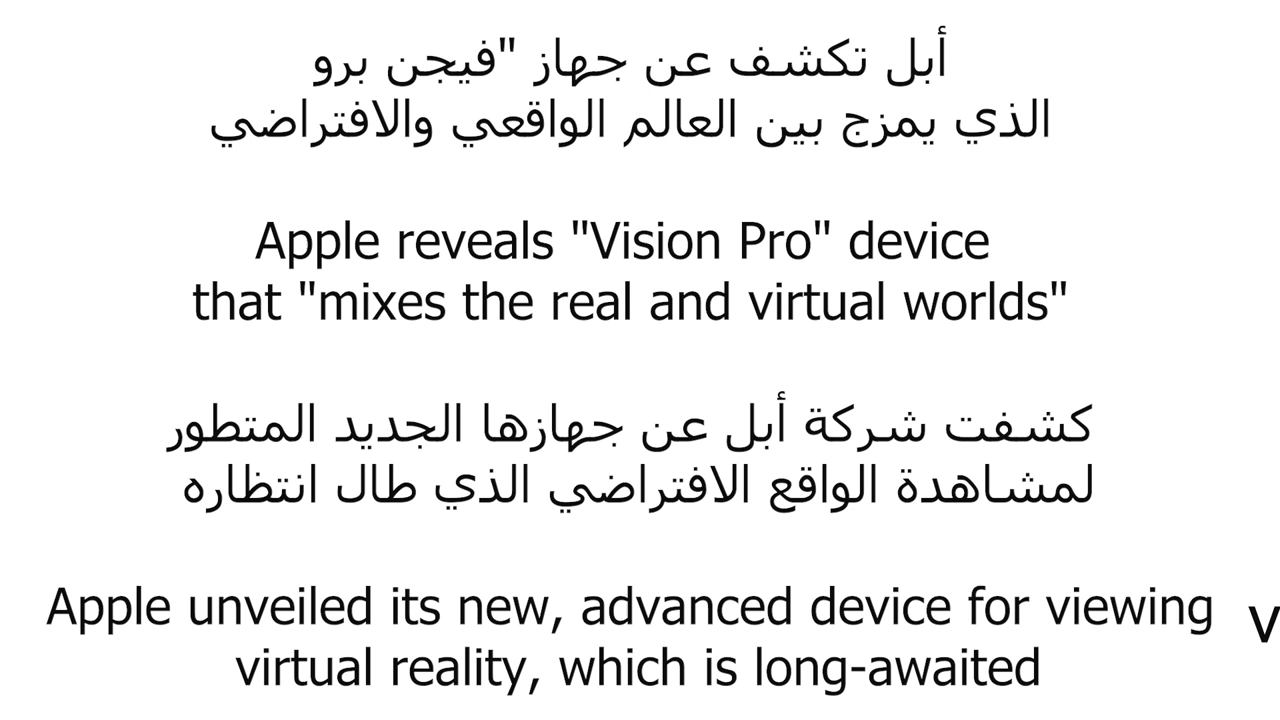 أبل تكشف عن جهاز "فيجن برو
الذي يمزج بين العالم الواقعي والافتراضي
Apple reveals "Vision Pro" device
that "mixes the real and virtual worlds"
كشفت شركة أبل عن جهازها الجديد المتطور
لمشاهدة الواقع الافتراضي الذي طال انتظاره
Apple unveiled its new, advanced device for viewing
virtual reality, which is long-awaited